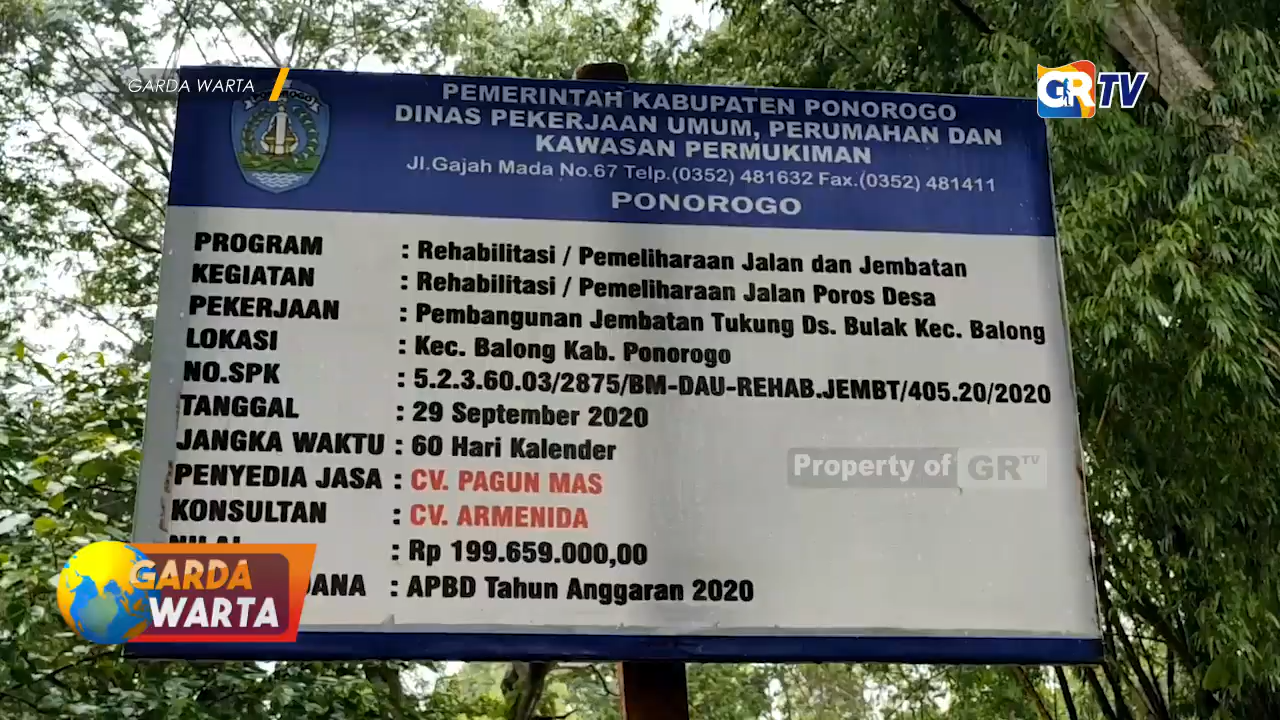 GARDA WARTA
GRTV
PEMERINTAH KABUPATEN PONOROGO
DINAS PEKERJAAN UMUM, PERUMAHAN DAN
KAWASAN PERMUKIMAN
Jl.Gajah Mada No.67 Telp.(0352) 481632 Fax.(0352) 481411
PONOROGO
PROGRAM : Rehabilitasi / Pemeliharaan Jalan dan Jembatan
KEGIATAN : Rehabilitasi / Pemeliharaan Jalan Poros Desa
PEKERJAAN : Pembangunan Jembatan Tukung Ds. Bulak Kec. Balong
LOKASI : Kec. Balong Kab. Ponorogo
NO.SPK : 5.2.3.60.03/2875/BM-DAU-REHAB.JEMBT/405.20/2020
TANGGAL : 29 September 2020
JANGKA WAKTU : 60 Hari Kalender
PENYEDIA JASA : CV. PAGUN MAS
KONSULTAN : CV. ARMENIDA
NILAI : Rp 199.659.000,00
DANA : APBD Tahun Anggaran 2020
Property of GRTV
GARDA
WARTA